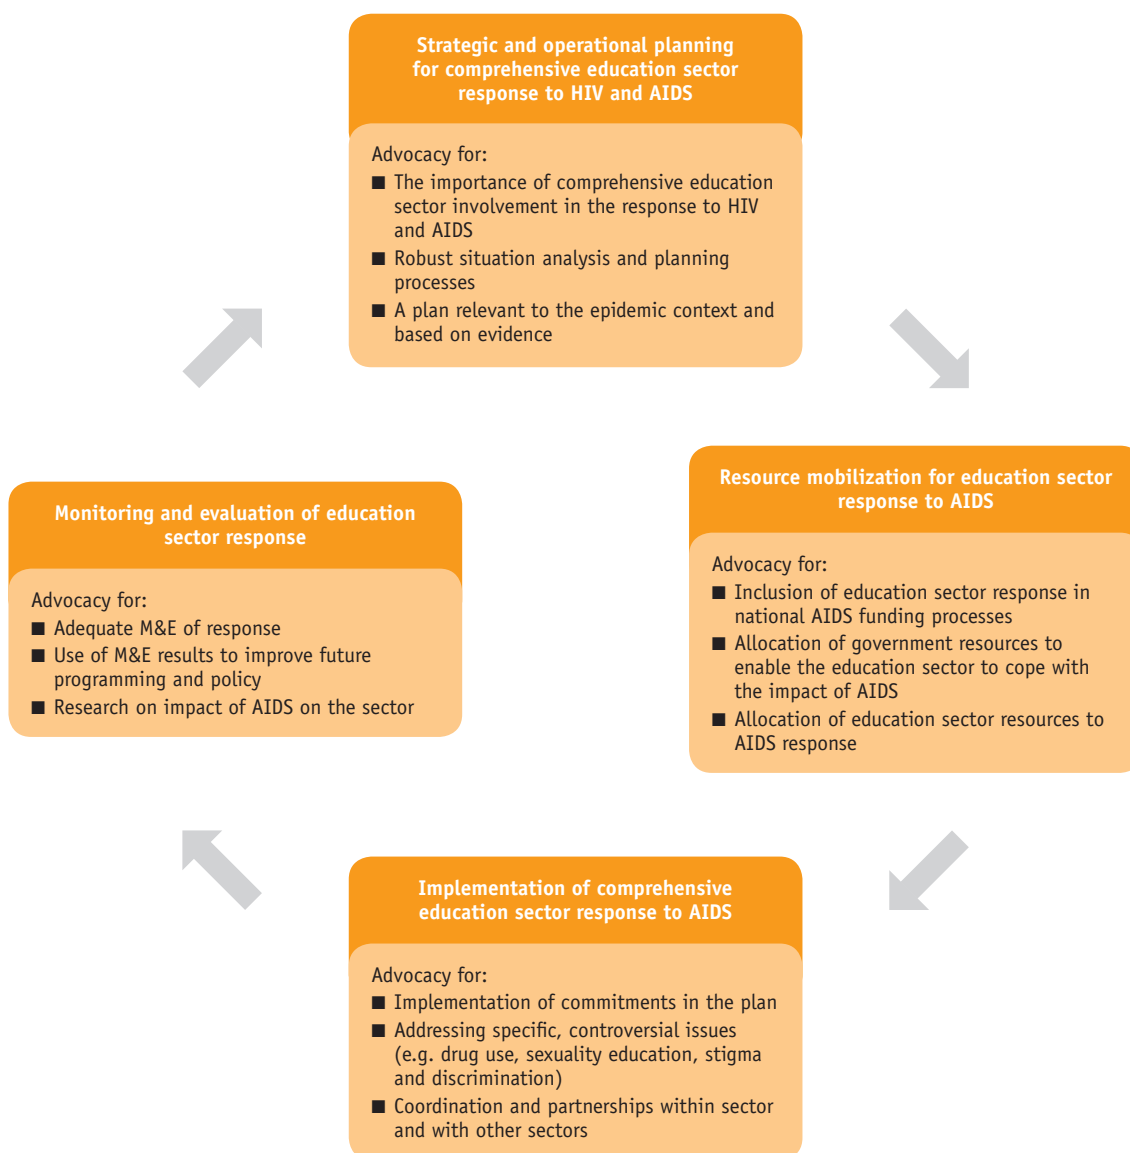 Strategic and operational planning
for comprehensive education sector
response to HIV and AIDS
Advocacy for:
■ The importance of comprehensive education
sector involvement in the response to HIV
and AIDS
■ Robust situation analysis and planning
processes
■ A plan relevant to the epidemic context and
based on evidence
Resource mobilization for education sector
response to AIDS
Advocacy for:
■ Inclusion of education sector response in
national AIDS funding processes
■ Allocation of government resources to
enable the education sector to cope with
the impact of AIDS
■ Allocation of education sector resources to
AIDS response
Implementation of comprehensive
education sector response to AIDS
Advocacy for:
■ Implementation of commitments in the plan
■ Addressing specific, controversial issues
(e.g. drug use, sexuality education, stigma
and discrimination)
■ Coordination and partnerships within sector
and with other sectors
Monitoring and evaluation of education
sector response
Advocacy for:
■ Adequate M&E of response
■ Use of M&E results to improve future
programming and policy
■ Research on impact of AIDS on the sector